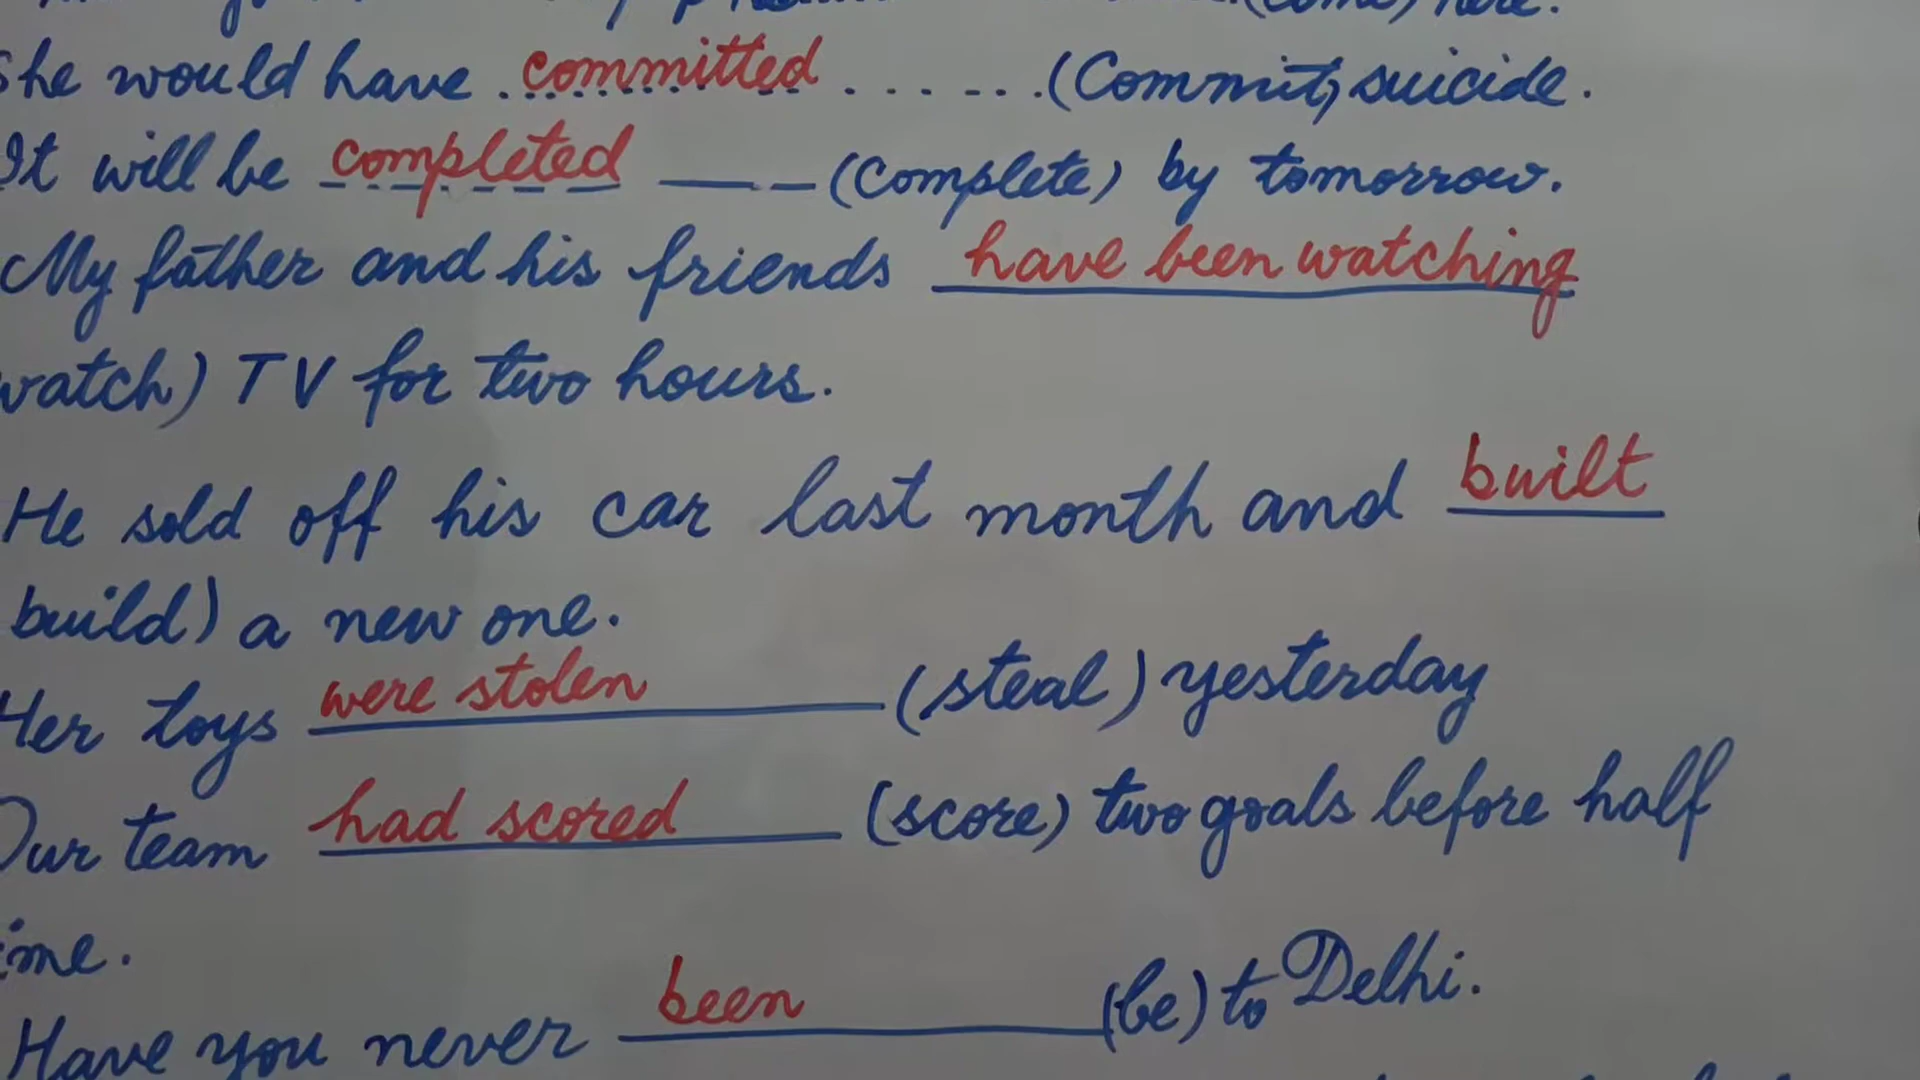 (come) here.
She would have committed (Commit) suicide.
It will be completed (Complete) by tomorrow.
My father and his friends have been watching
watch) TV for two hours.
He sold off his car last month and built
build) a new one.
Her toys were stolen (steal) yesterday
Our team had scored (score) two goals before half
ime.
Have you never been (be) to Delhi.